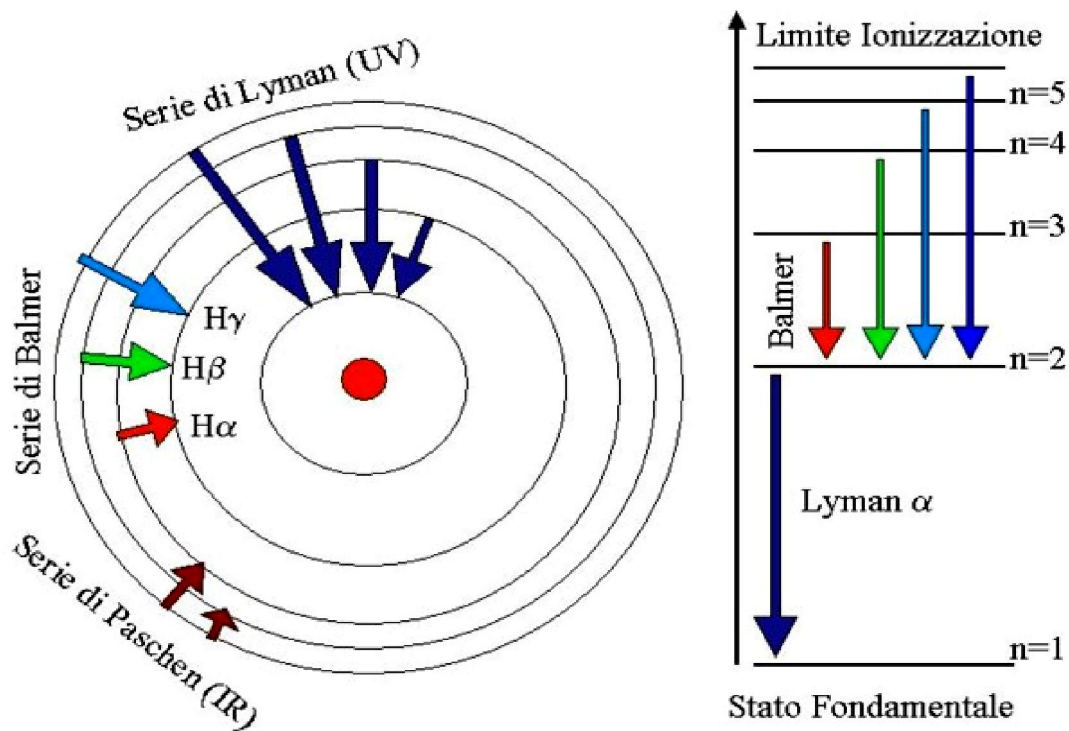 Serie di Lyman (UV)
Serie di Balmer
Hγ
Hβ
Hα
Serie di Paschen (IR)
Limite Ionizzazione
n=5
n=4
n=3
Balmer
n=2
Lyman α
n=1
Stato Fondamentale